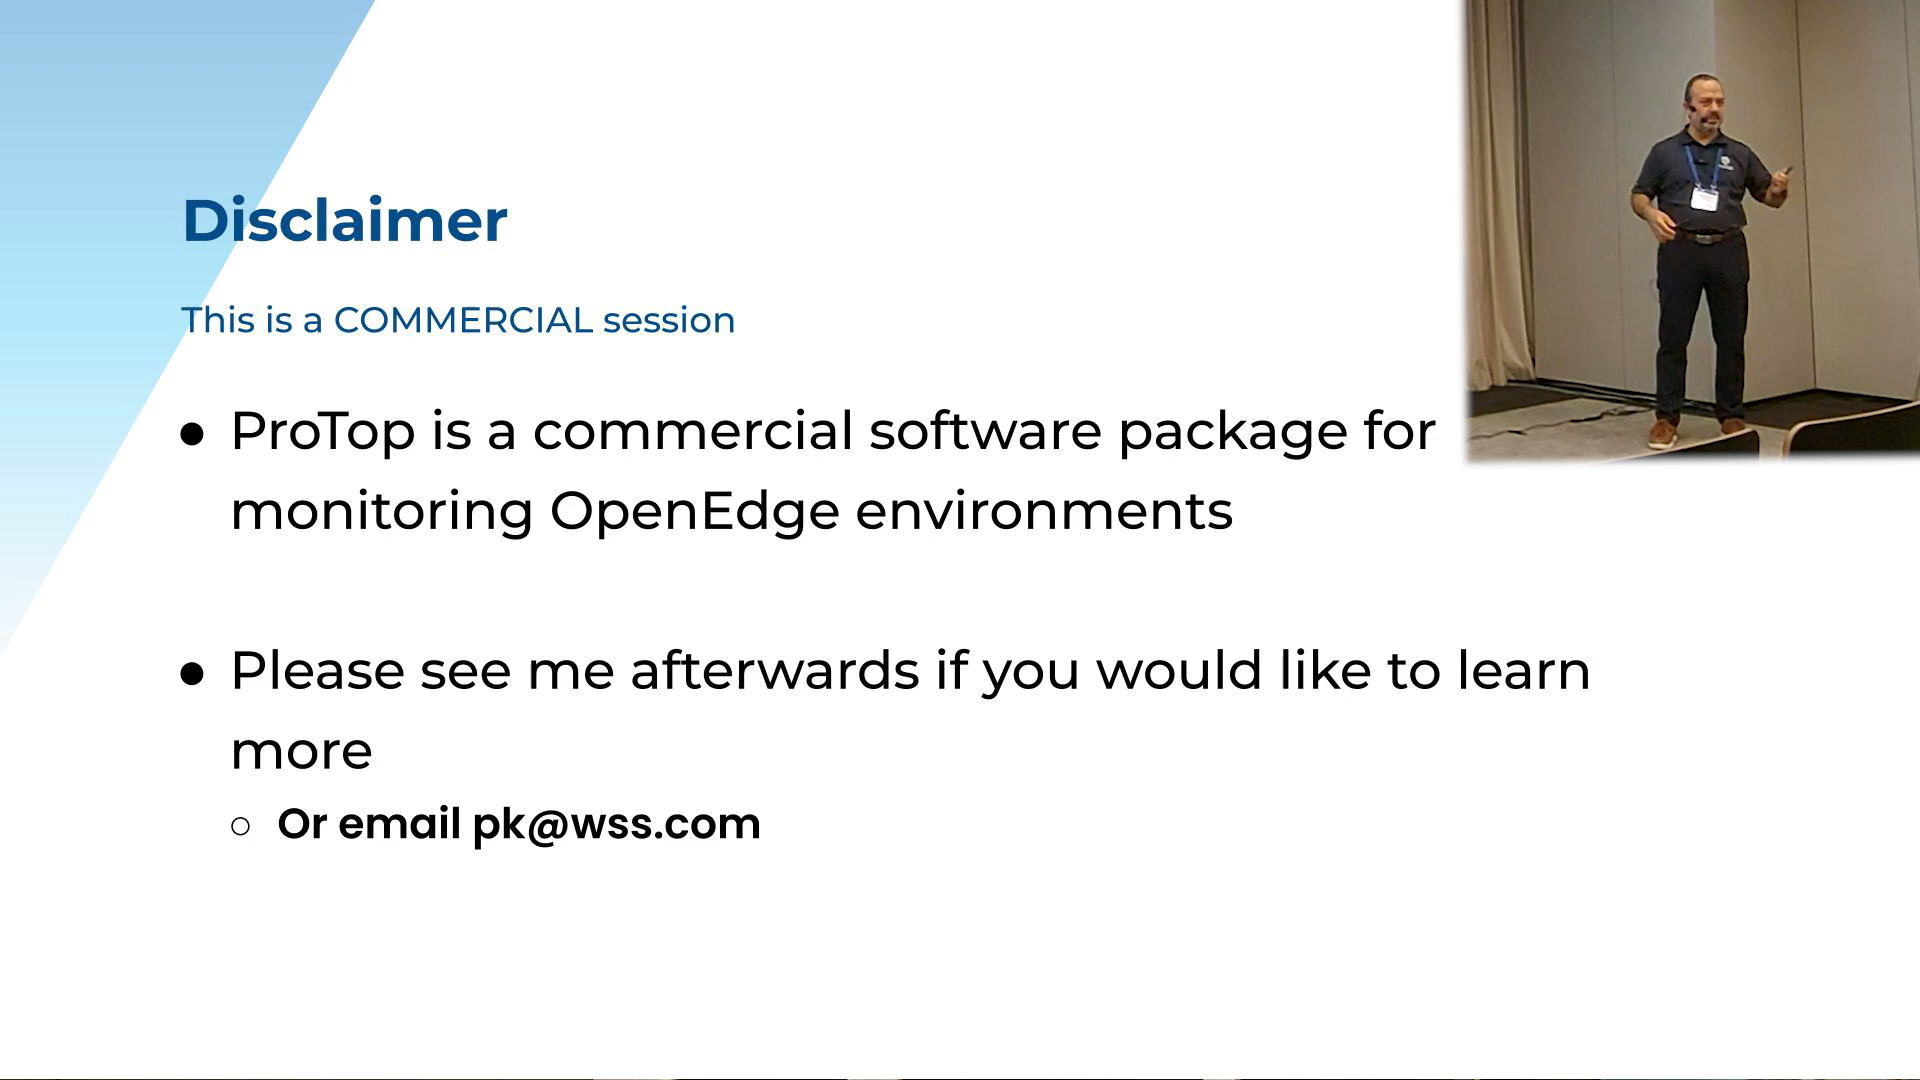 Disclaimer
This is a COMMERCIAL session
● ProTop is a commercial software package for
monitoring OpenEdge environments
● Please see me afterwards if you would like to learn
more
○ Or email pk@wss.com